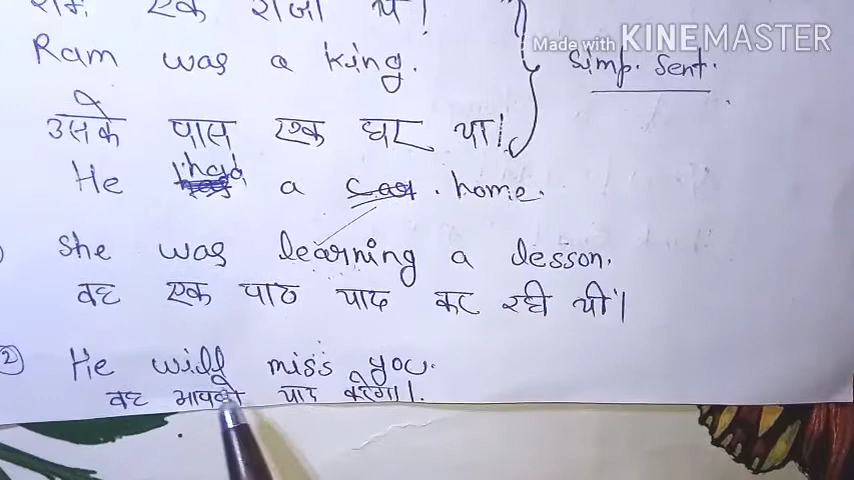 राम एक राजा थे।
Ram was a king.
Simp. Sent.
उसके पास एक घर था।
He had a home.
She was learning a lesson.
वह एक पाठ याद कर रही थी।
2 He will miss you.
वह आपको याद करेगा।
Made with KINEMASTER